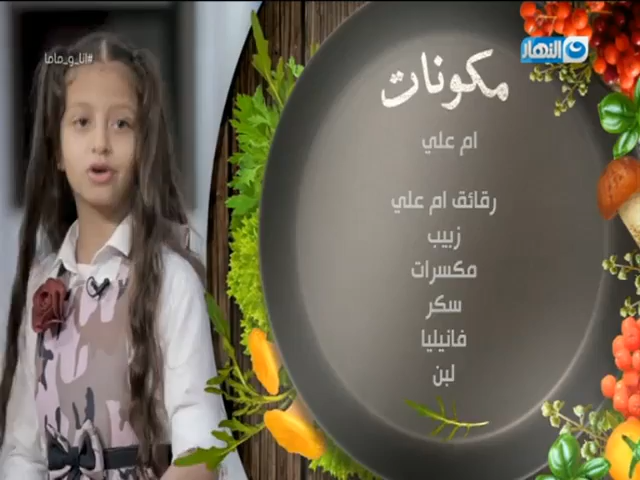 #انا_و_ماما
النهار
مكونات
ام علي
رقائق ام علي
زبيب
مكسرات
سكر
فانيليا
لبن